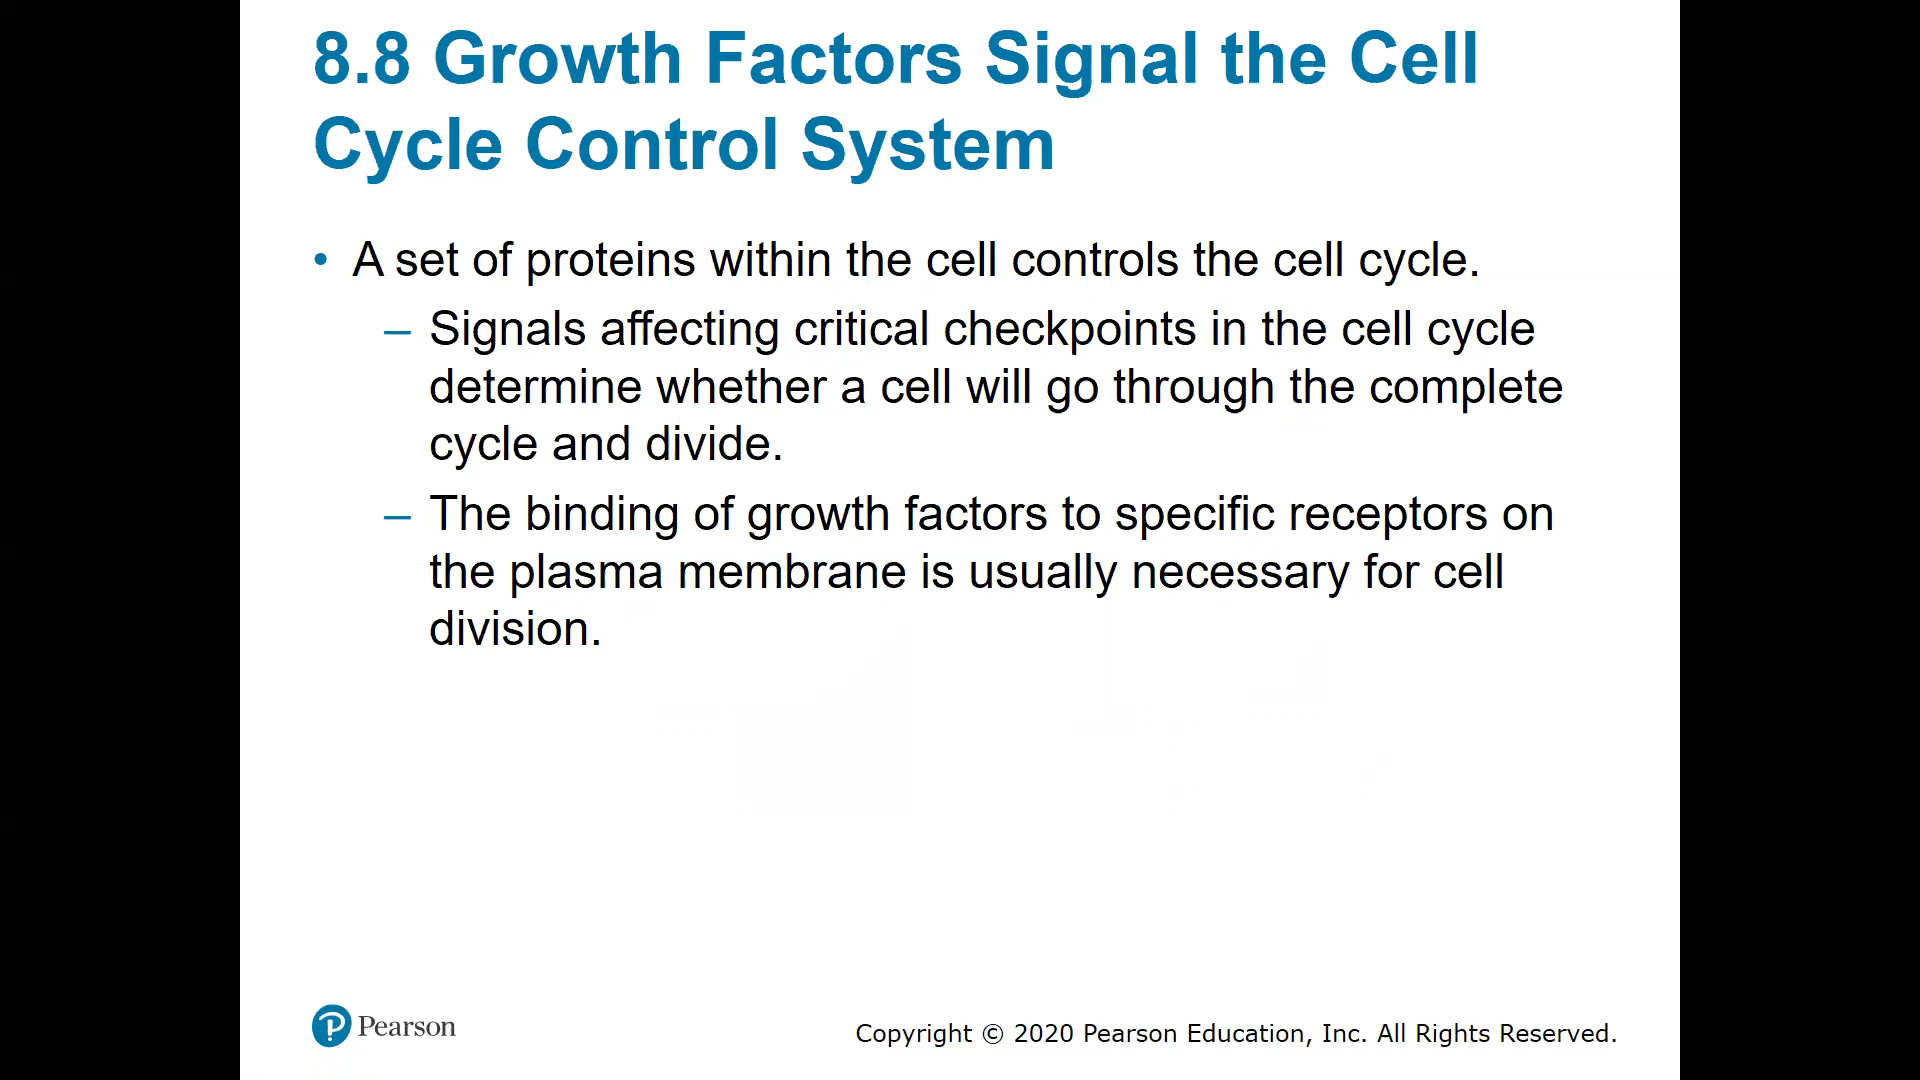 8.8 Growth Factors Signal the Cell
Cycle Control System
• A set of proteins within the cell controls the cell cycle.
– Signals affecting critical checkpoints in the cell cycle
determine whether a cell will go through the complete
cycle and divide.
– The binding of growth factors to specific receptors on
the plasma membrane is usually necessary for cell
division.
Pearson
Copyright © 2020 Pearson Education, Inc. All Rights Reserved.